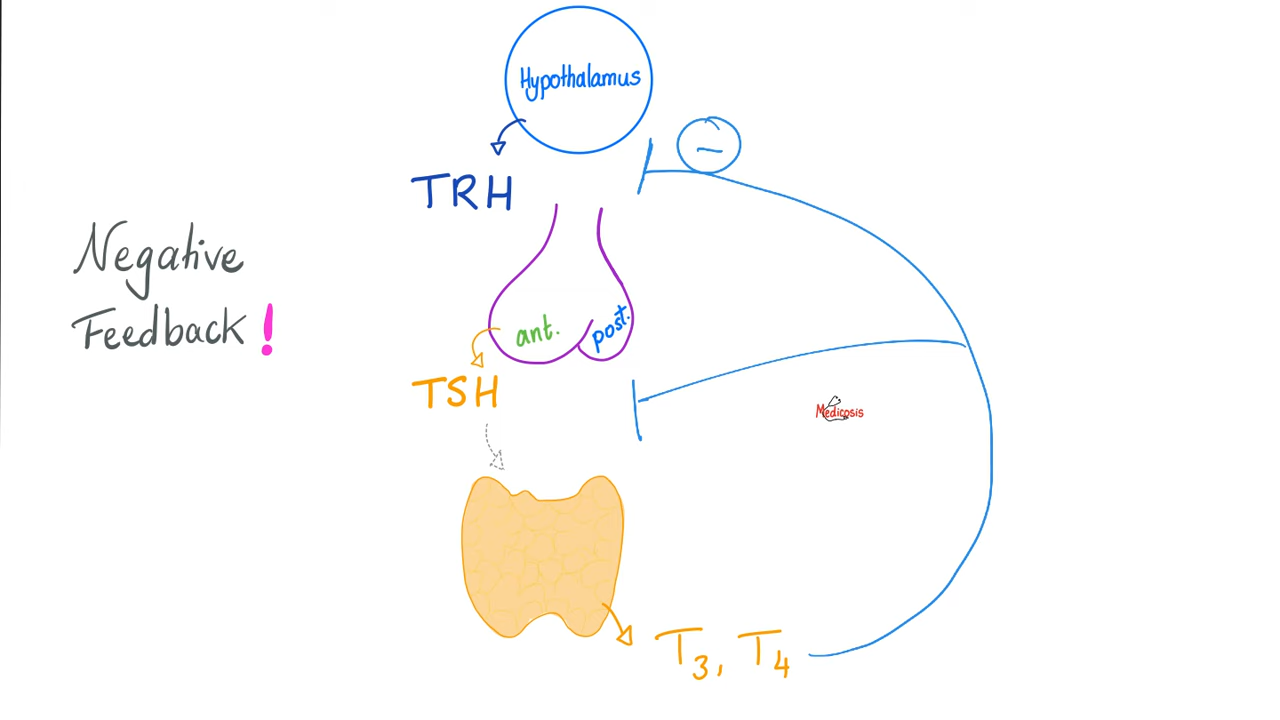 Hypothalamus
−
TRH
Negative
Feedback!
ant.
post.
TSH
Medicosis
T3, T4